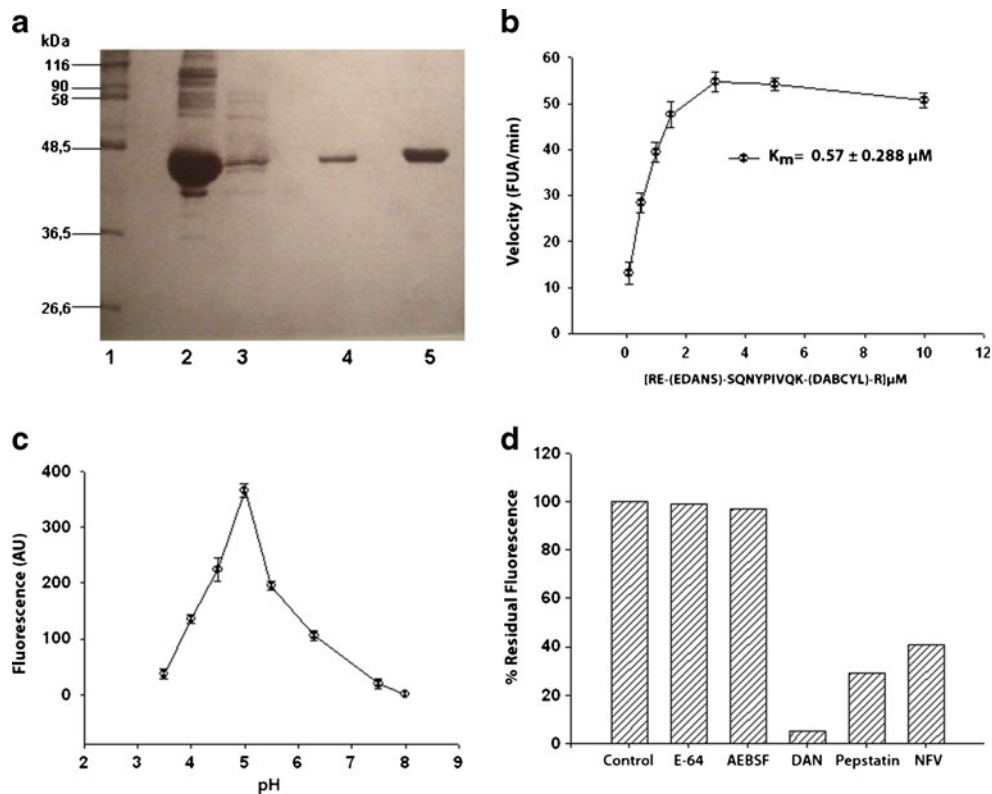 a
kDa
116
90
58
48,5
36,5
26,6
1 2 3 4 5
b
Velocity (FUA/min)
60
50
40
30
20
10
0
0 2 4 6 8 10 12
Km= 0.57 ± 0.288 µM
[RE-(EDANS)-SQNYPIVQK-(DABCYL)-R]µM
c
Fluorescence (AU)
400
300
200
100
0
2 3 4 5 6 7 8 9
pH
d
% Residual Fluorescence
120
100
80
60
40
20
0
Control E-64 AEBSF DAN Pepstatin NFV